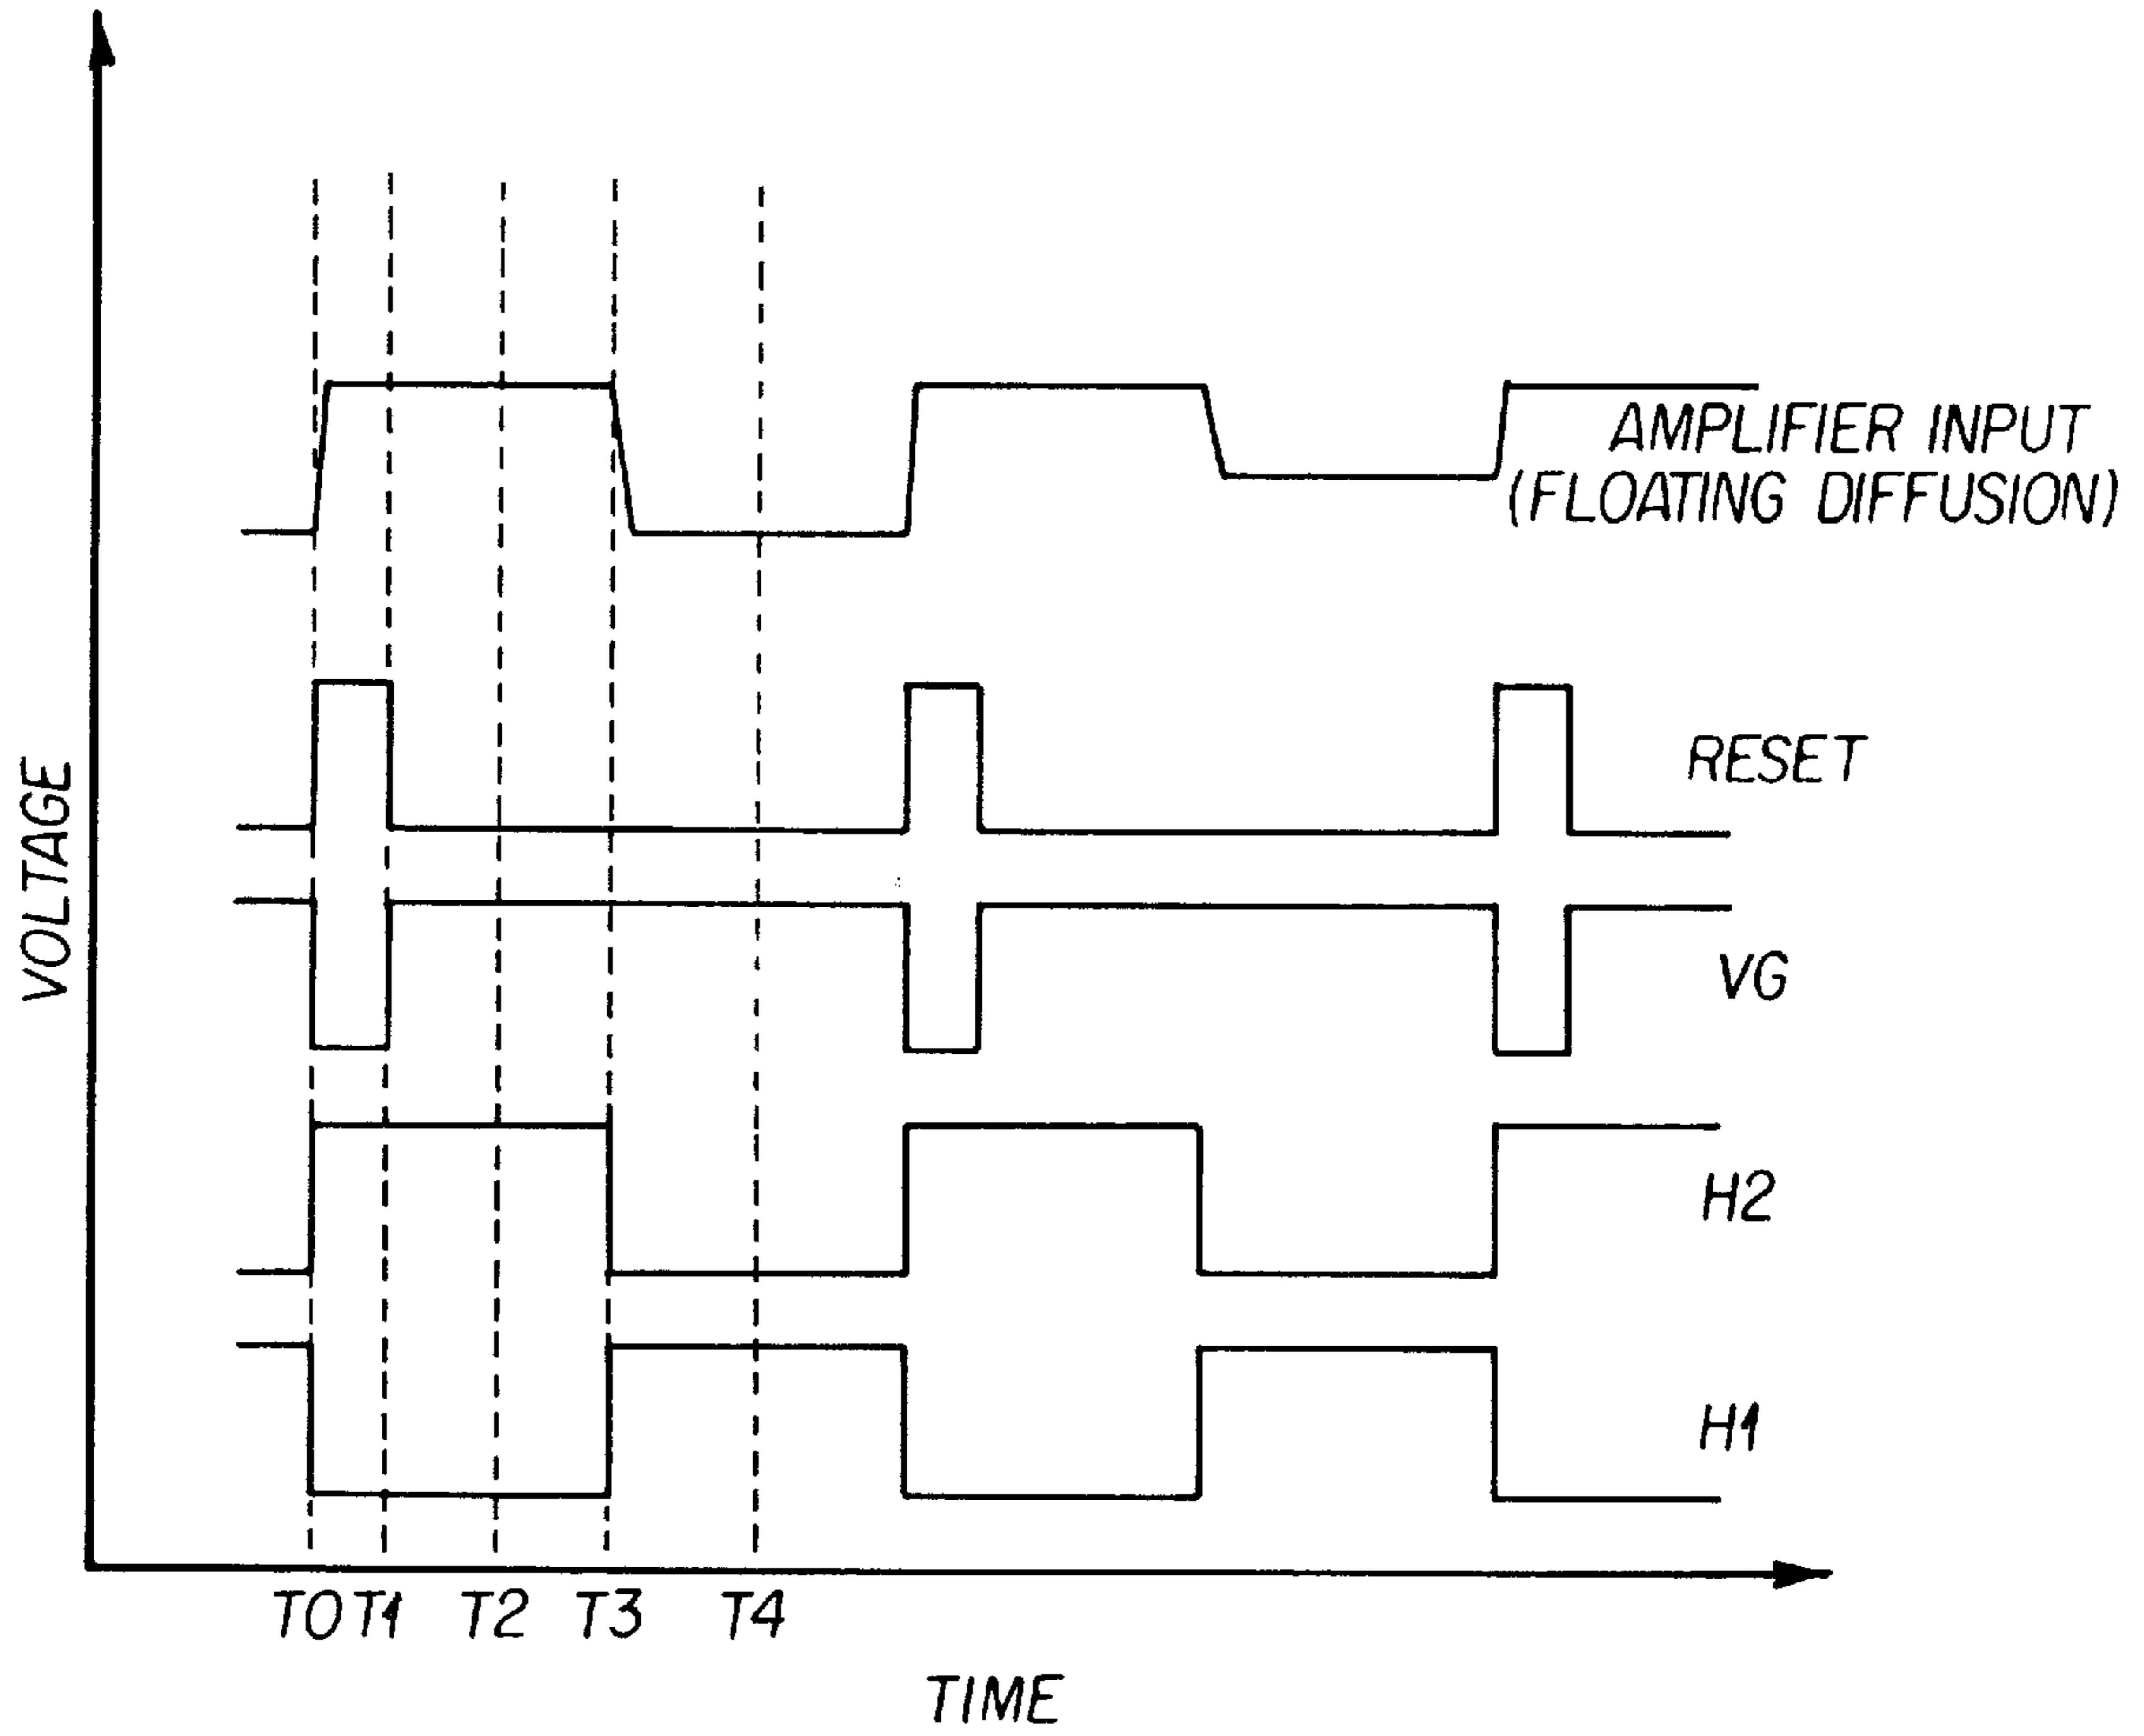 AMPLIFIER INPUT
(FLOATING DIFFUSION)
RESET
VOLTAGE
VG
H2
H1
T0 T1 T2 T3 T4
TIME